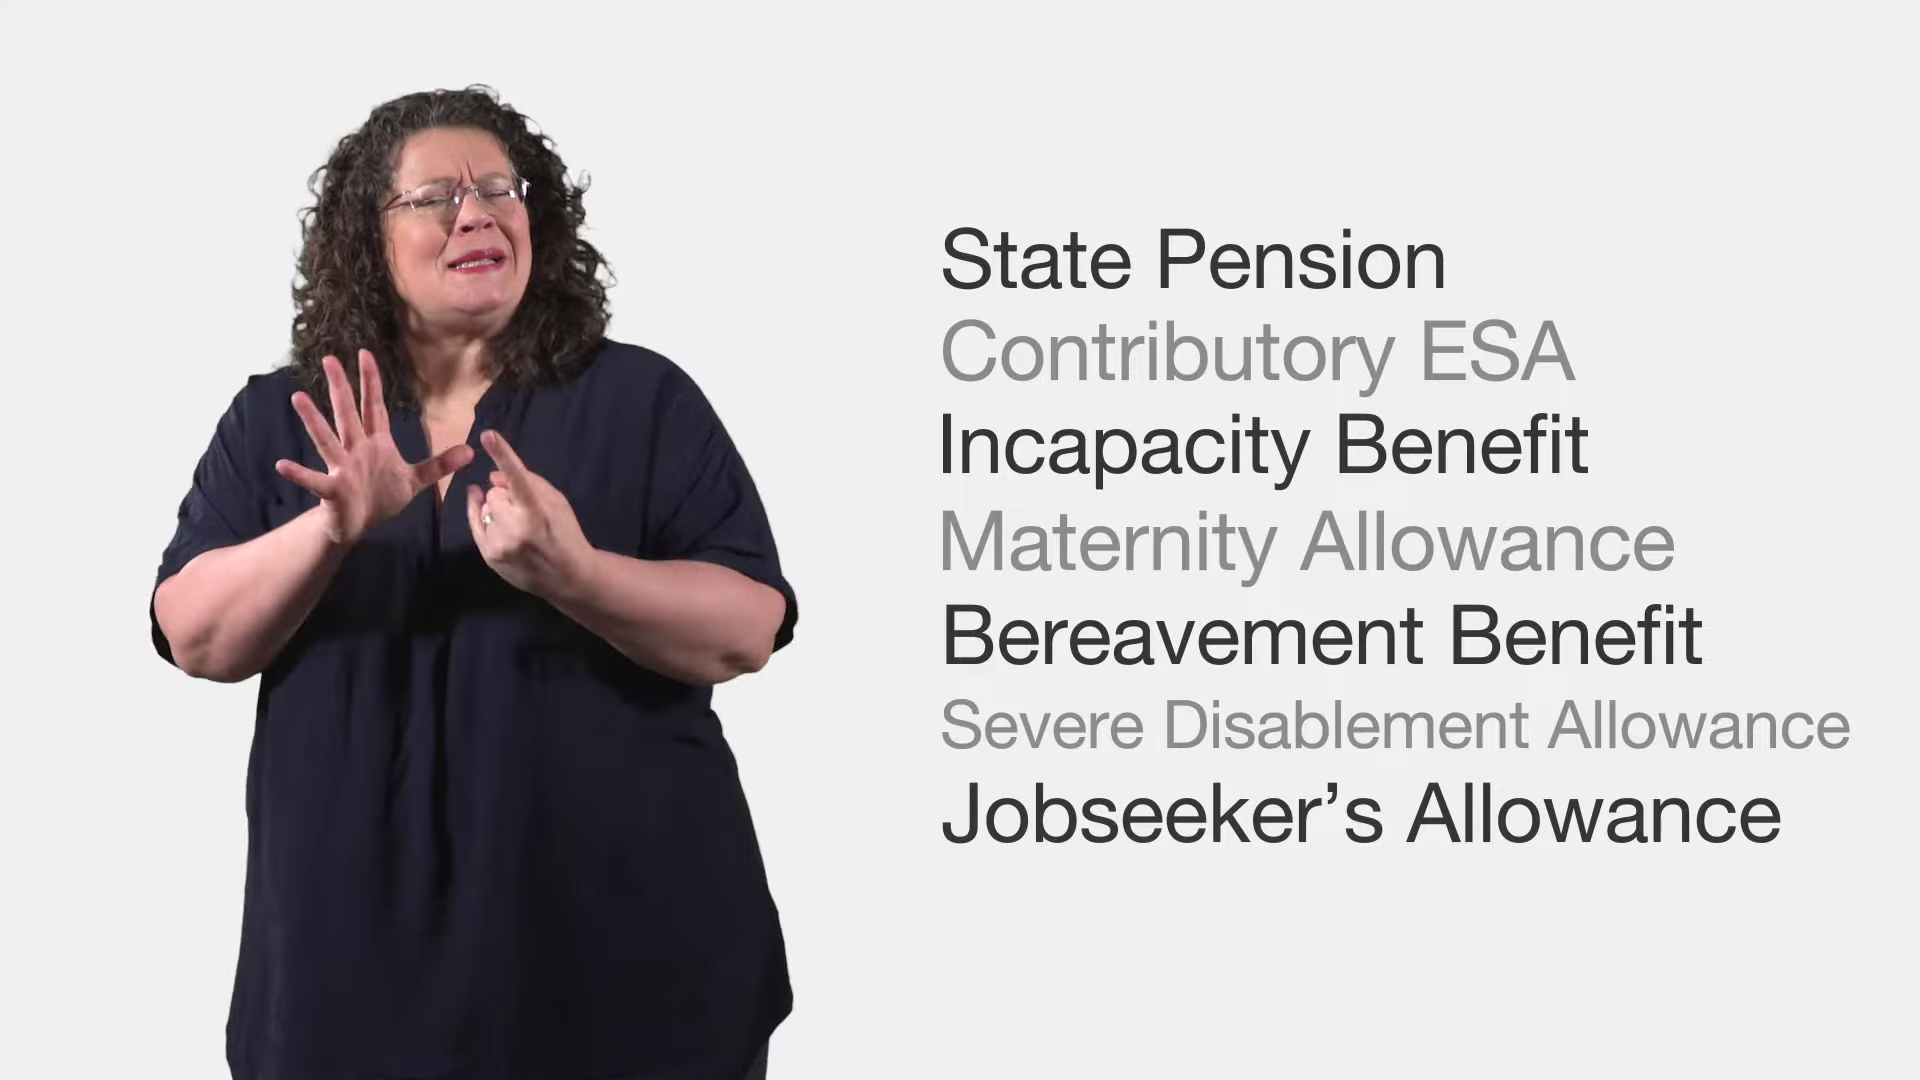 State Pension
Contributory ESA
Incapacity Benefit
Maternity Allowance
Bereavement Benefit
Severe Disablement Allowance
Jobseeker’s Allowance